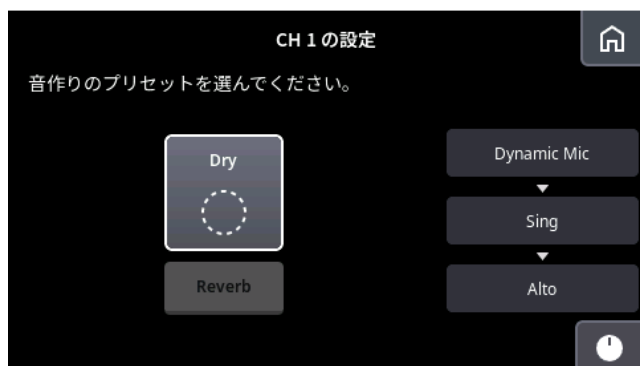 CH 1 の設定
音作りのプリセットを選んでください。
Dry
Reverb
Dynamic Mic
Sing
Alto